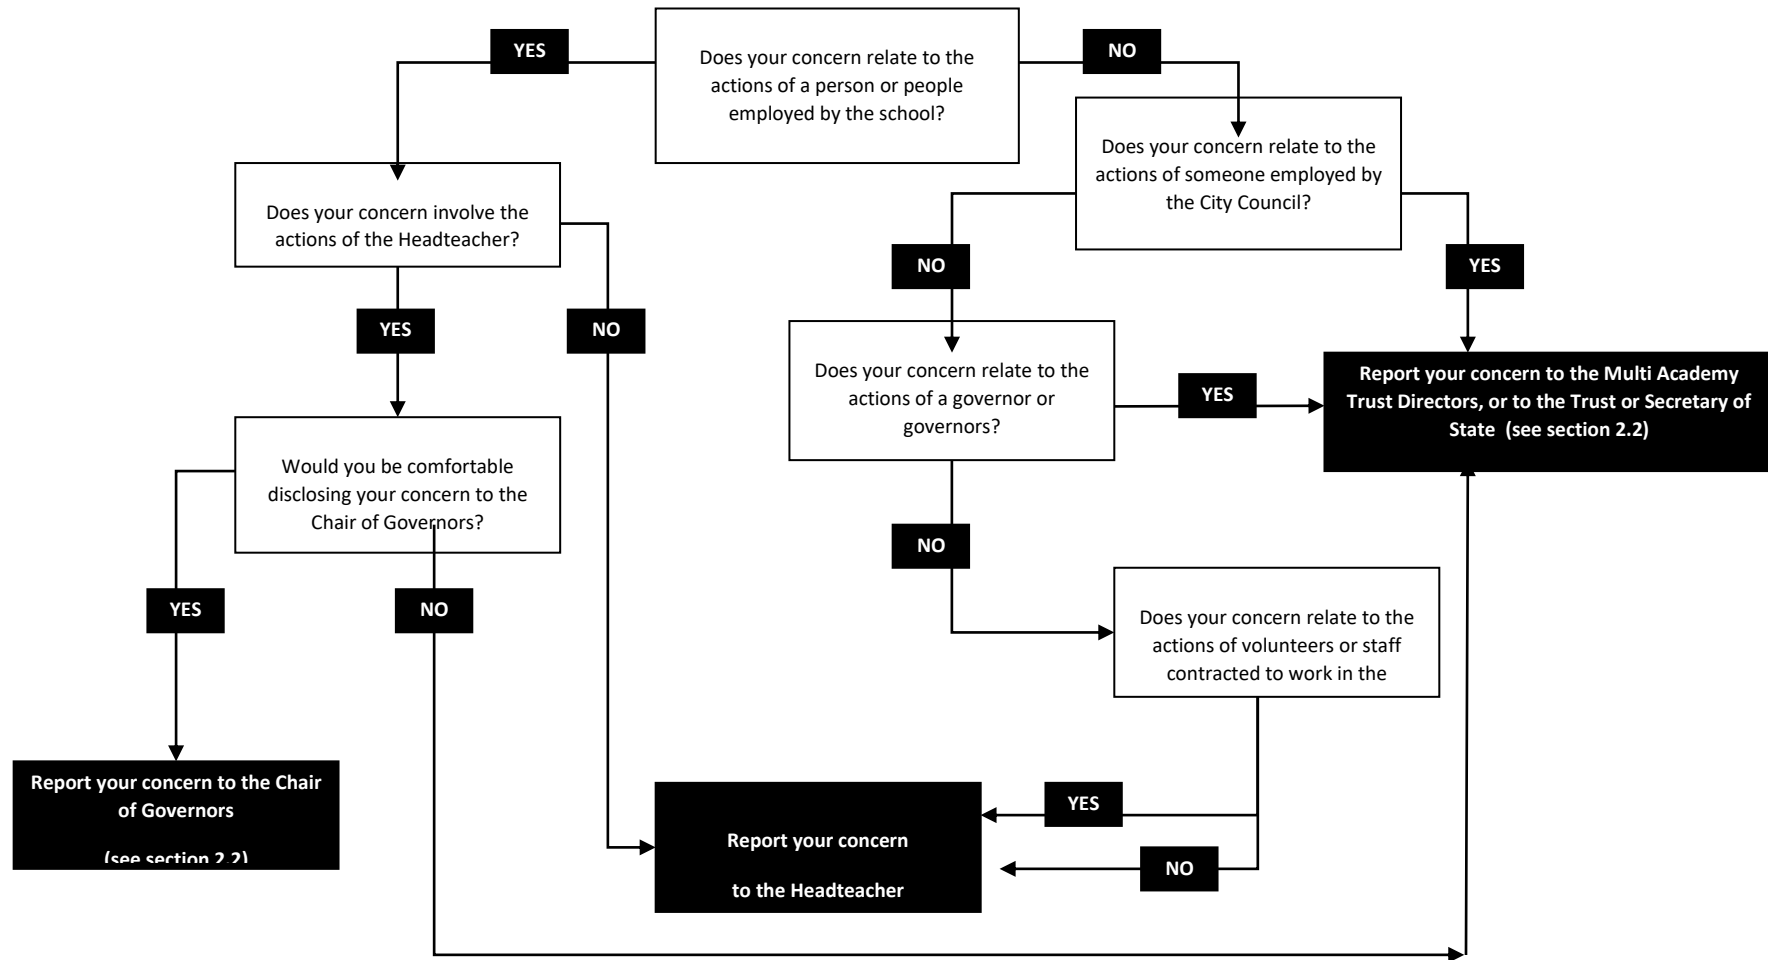 YES
Does your concern relate to the
actions of a person or people
employed by the school?
NO
Does your concern relate to the
actions of someone employed by
the City Council?
Does your concern involve the
actions of the Headteacher?
NO
YES
YES
NO
Does your concern relate to the
actions of a governor or
governors?
YES
Report your concern to the Multi Academy
Trust Directors, or to the Trust or Secretary of
State (see section 2.2)
Would you be comfortable
disclosing your concern to the
Chair of Governors?
NO
YES
NO
Does your concern relate to the
actions of volunteers or staff
contracted to work in the
Report your concern to the Chair
of Governors
(see section 2.2)
YES
Report your concern
to the Headteacher
NO